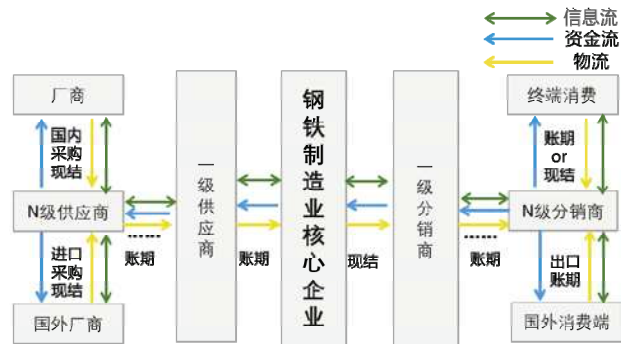 信息流
资金流
物流
厂商
国内
采购
现结
N级供应商
进口
采购
现结
国外厂商
......
账期
一级供应商
账期
钢铁制造业核心企业
现结
一级分销商
......
账期
终端消费
账期
or
现结
N级分销商
出口
账期
国外消费端